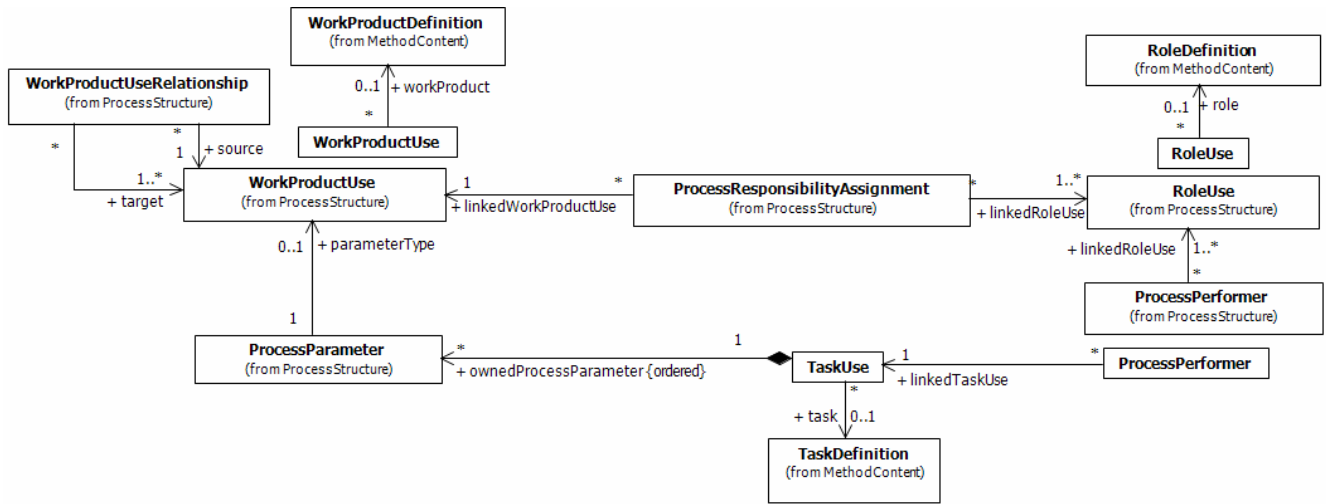 WorkProductDefinition
(from MethodContent)
RoleDefinition
(from MethodContent)
WorkProductUseRelationship
(from ProcessStructure)
0..1
+ workProduct
*
WorkProductUse
0..1
+ role
*
RoleUse
*
*
1
+ source
1..*
+ target
WorkProductUse
(from ProcessStructure)
1
*
+ linkedWorkProductUse
ProcessResponsibilityAssignment
(from ProcessStructure)
*
1..*
+ linkedRoleUse
RoleUse
(from ProcessStructure)
0..1
+ parameterType
+ linkedRoleUse
1..*
*
ProcessPerformer
(from ProcessStructure)
1
ProcessParameter
(from ProcessStructure)
*
1
+ ownedProcessParameter {ordered}
TaskUse
1
*
+ linkedTaskUse
ProcessPerformer
*
+ task
0..1
TaskDefinition
(from MethodContent)